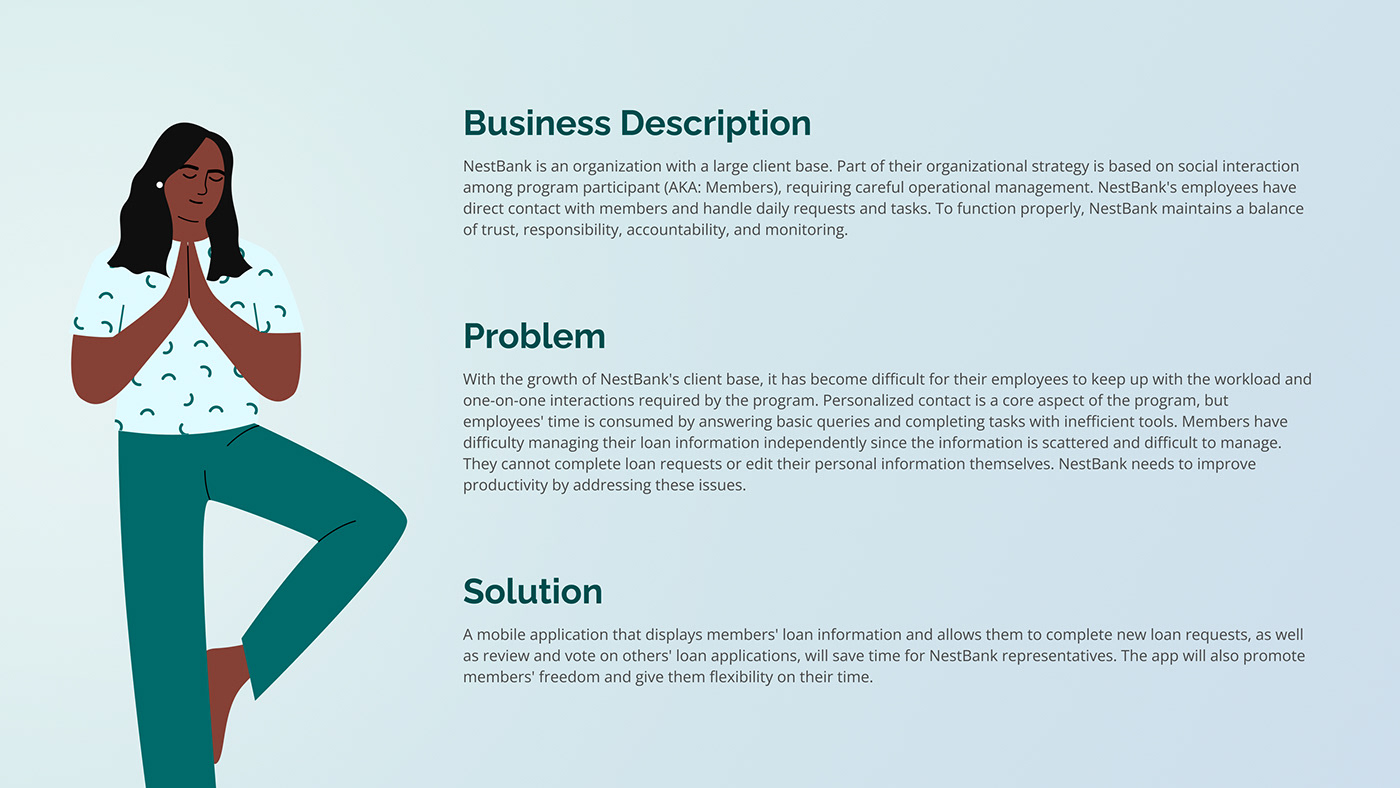 Business Description
NestBank is an organization with a large client base. Part of their organizational strategy is based on social interaction
among program participant (AKA: Members), requiring careful operational management. NestBank's employees have
direct contact with members and handle daily requests and tasks. To function properly, NestBank maintains a balance
of trust, responsibility, accountability, and monitoring.
Problem
With the growth of NestBank's client base, it has become difficult for their employees to keep up with the workload and
one-on-one interactions required by the program. Personalized contact is a core aspect of the program, but
employees' time is consumed by answering basic queries and completing tasks with inefficient tools. Members have
difficulty managing their loan information independently since the information is scattered and difficult to manage.
They cannot complete loan requests or edit their personal information themselves. NestBank needs to improve
productivity by addressing these issues.
Solution
A mobile application that displays members' loan information and allows them to complete new loan requests, as well
as review and vote on others' loan applications, will save time for NestBank representatives. The app will also promote
members' freedom and give them flexibility on their time.